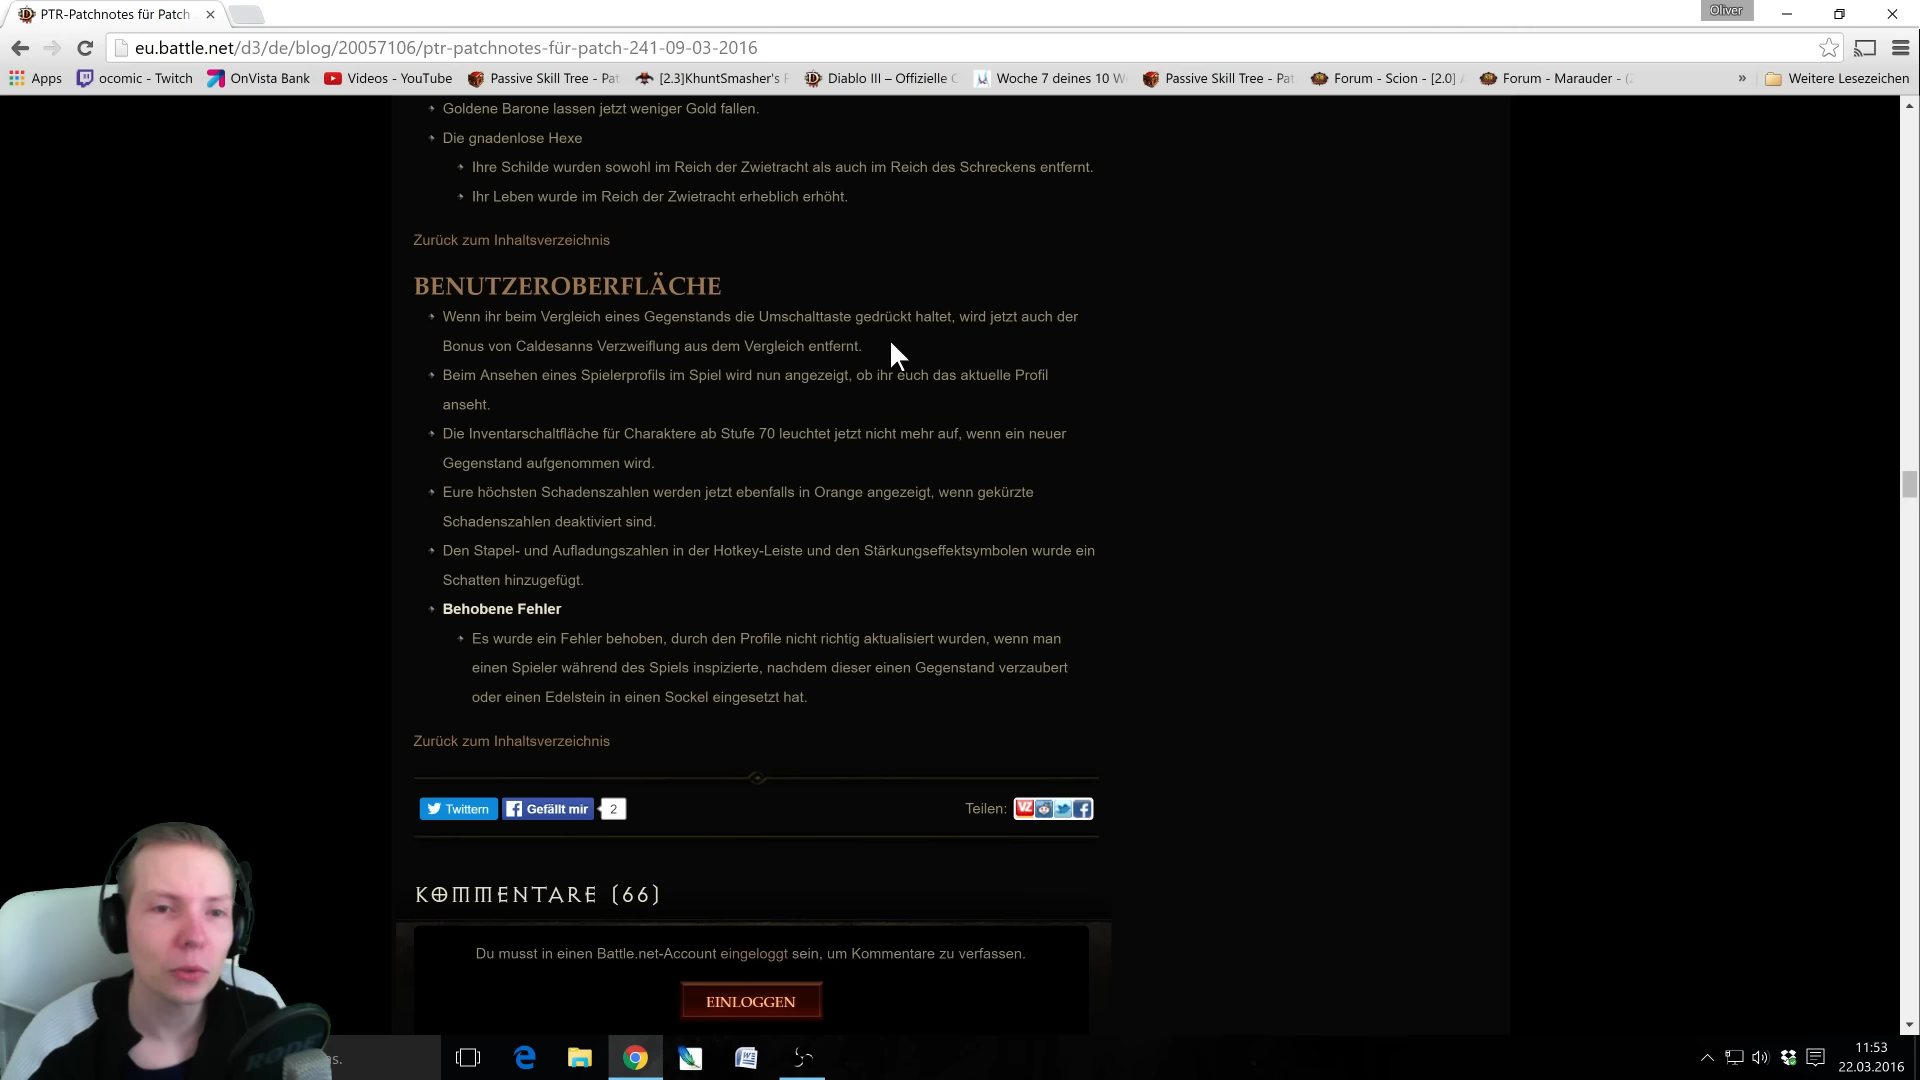 PTR-Patchnotes für Patch
Oliver
eu.battle.net/d3/de/blog/20057106/ptr-patchnotes-für-patch-241-09-03-2016
Apps ocomic - Twitch OnVista Bank Videos - YouTube Passive Skill Tree - Pat [2.3]KhuntSmasher's Diablo III – Offizielle Woche 7 deines 10 W Passive Skill Tree - Pat Forum - Scion - [2.0] Forum - Marauder - » Weitere Lesezeichen
Goldene Barone lassen jetzt weniger Gold fallen.
Die gnadenlose Hexe
Ihre Schilde wurden sowohl im Reich der Zwietracht als auch im Reich des Schreckens entfernt.
Ihr Leben wurde im Reich der Zwietracht erheblich erhöht.
Zurück zum Inhaltsverzeichnis
BENUTZEROBERFLÄCHE
Wenn ihr beim Vergleich eines Gegenstands die Umschalttaste gedrückt haltet, wird jetzt auch der
Bonus von Caldesanns Verzweiflung aus dem Vergleich entfernt.
Beim Ansehen eines Spielerprofils im Spiel wird nun angezeigt, ob ihr euch das aktuelle Profil
anseht.
Die Inventarschaltfläche für Charaktere ab Stufe 70 leuchtet jetzt nicht mehr auf, wenn ein neuer
Gegenstand aufgenommen wird.
Eure höchsten Schadenszahlen werden jetzt ebenfalls in Orange angezeigt, wenn gekürzte
Schadenszahlen deaktiviert sind.
Den Stapel- und Aufladungszahlen in der Hotkey-Leiste und den Stärkungseffektsymbolen wurde ein
Schatten hinzugefügt.
Behobene Fehler
Es wurde ein Fehler behoben, durch den Profile nicht richtig aktualisiert wurden, wenn man
einen Spieler während des Spiels inspizierte, nachdem dieser einen Gegenstand verzaubert
oder einen Edelstein in einen Sockel eingesetzt hat.
Zurück zum Inhaltsverzeichnis
Twittern Gefällt mir 2 Teilen: VZ
KOMMENTARE (66)
Du musst in einen Battle.net-Account eingeloggt sein, um Kommentare zu verfassen.
EINLOGGEN
RODE
11:53
22.03.2016